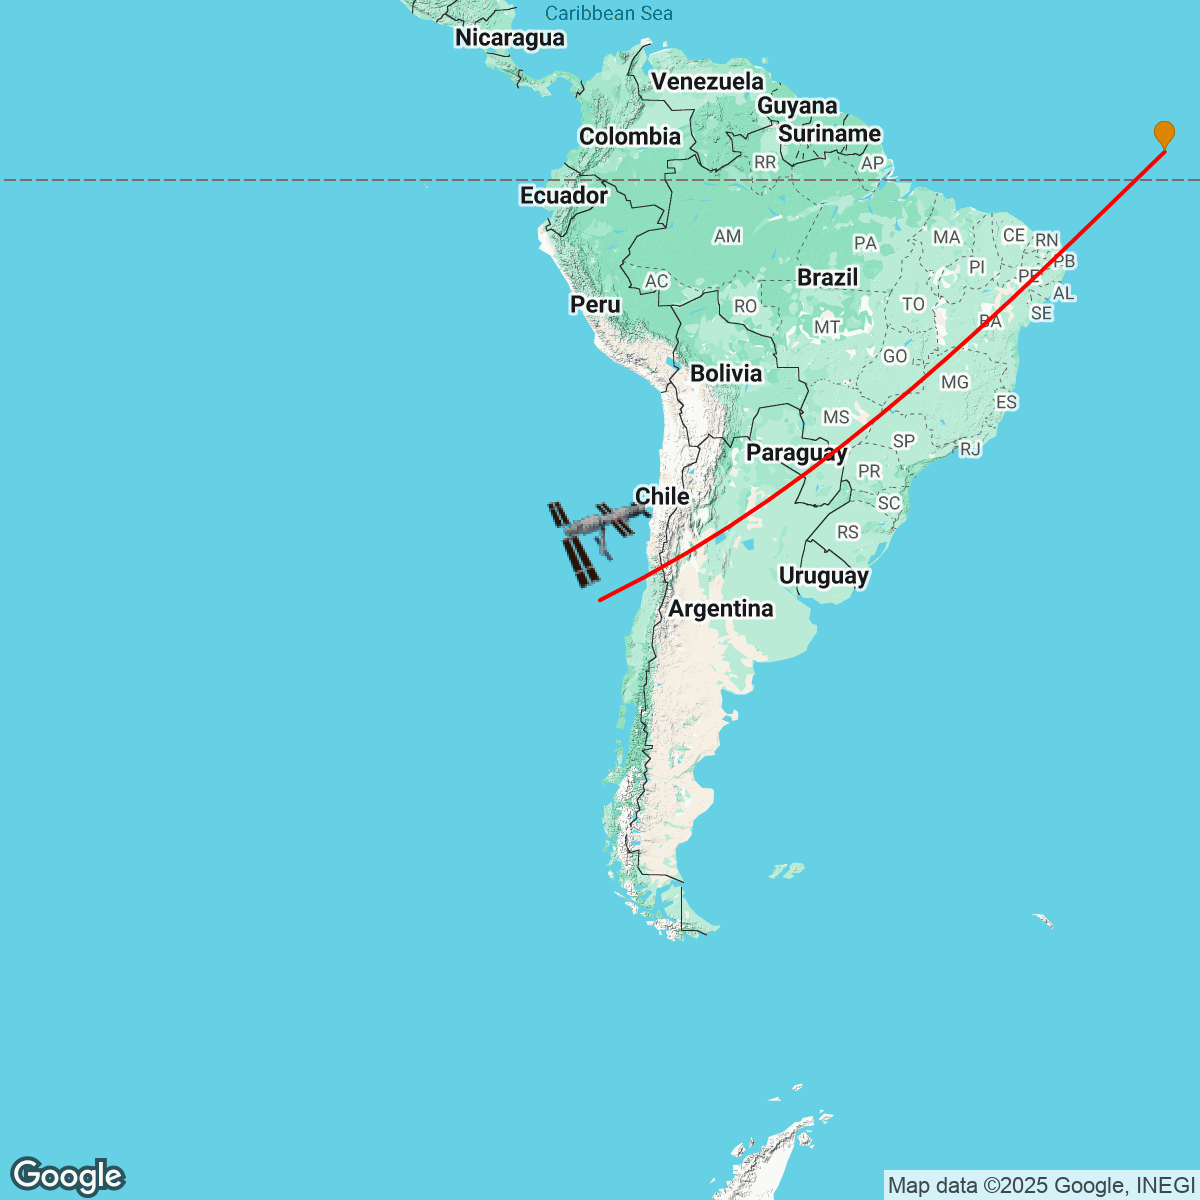 Caribbean Sea
Nicaragua
Venezuela
Guyana
Colombia
Suriname
RR
AP
Ecuador
AM
PA
MA
CE
RN
PI
PE
PB
AC
Brazil
TO
AL
Peru
RO
MT
BA
SE
GO
Bolivia
MG
MS
ES
SP
RJ
Paraguay
PR
Chile
SC
RS
Uruguay
Argentina
Google
Map data ©2025 Google, INEGI